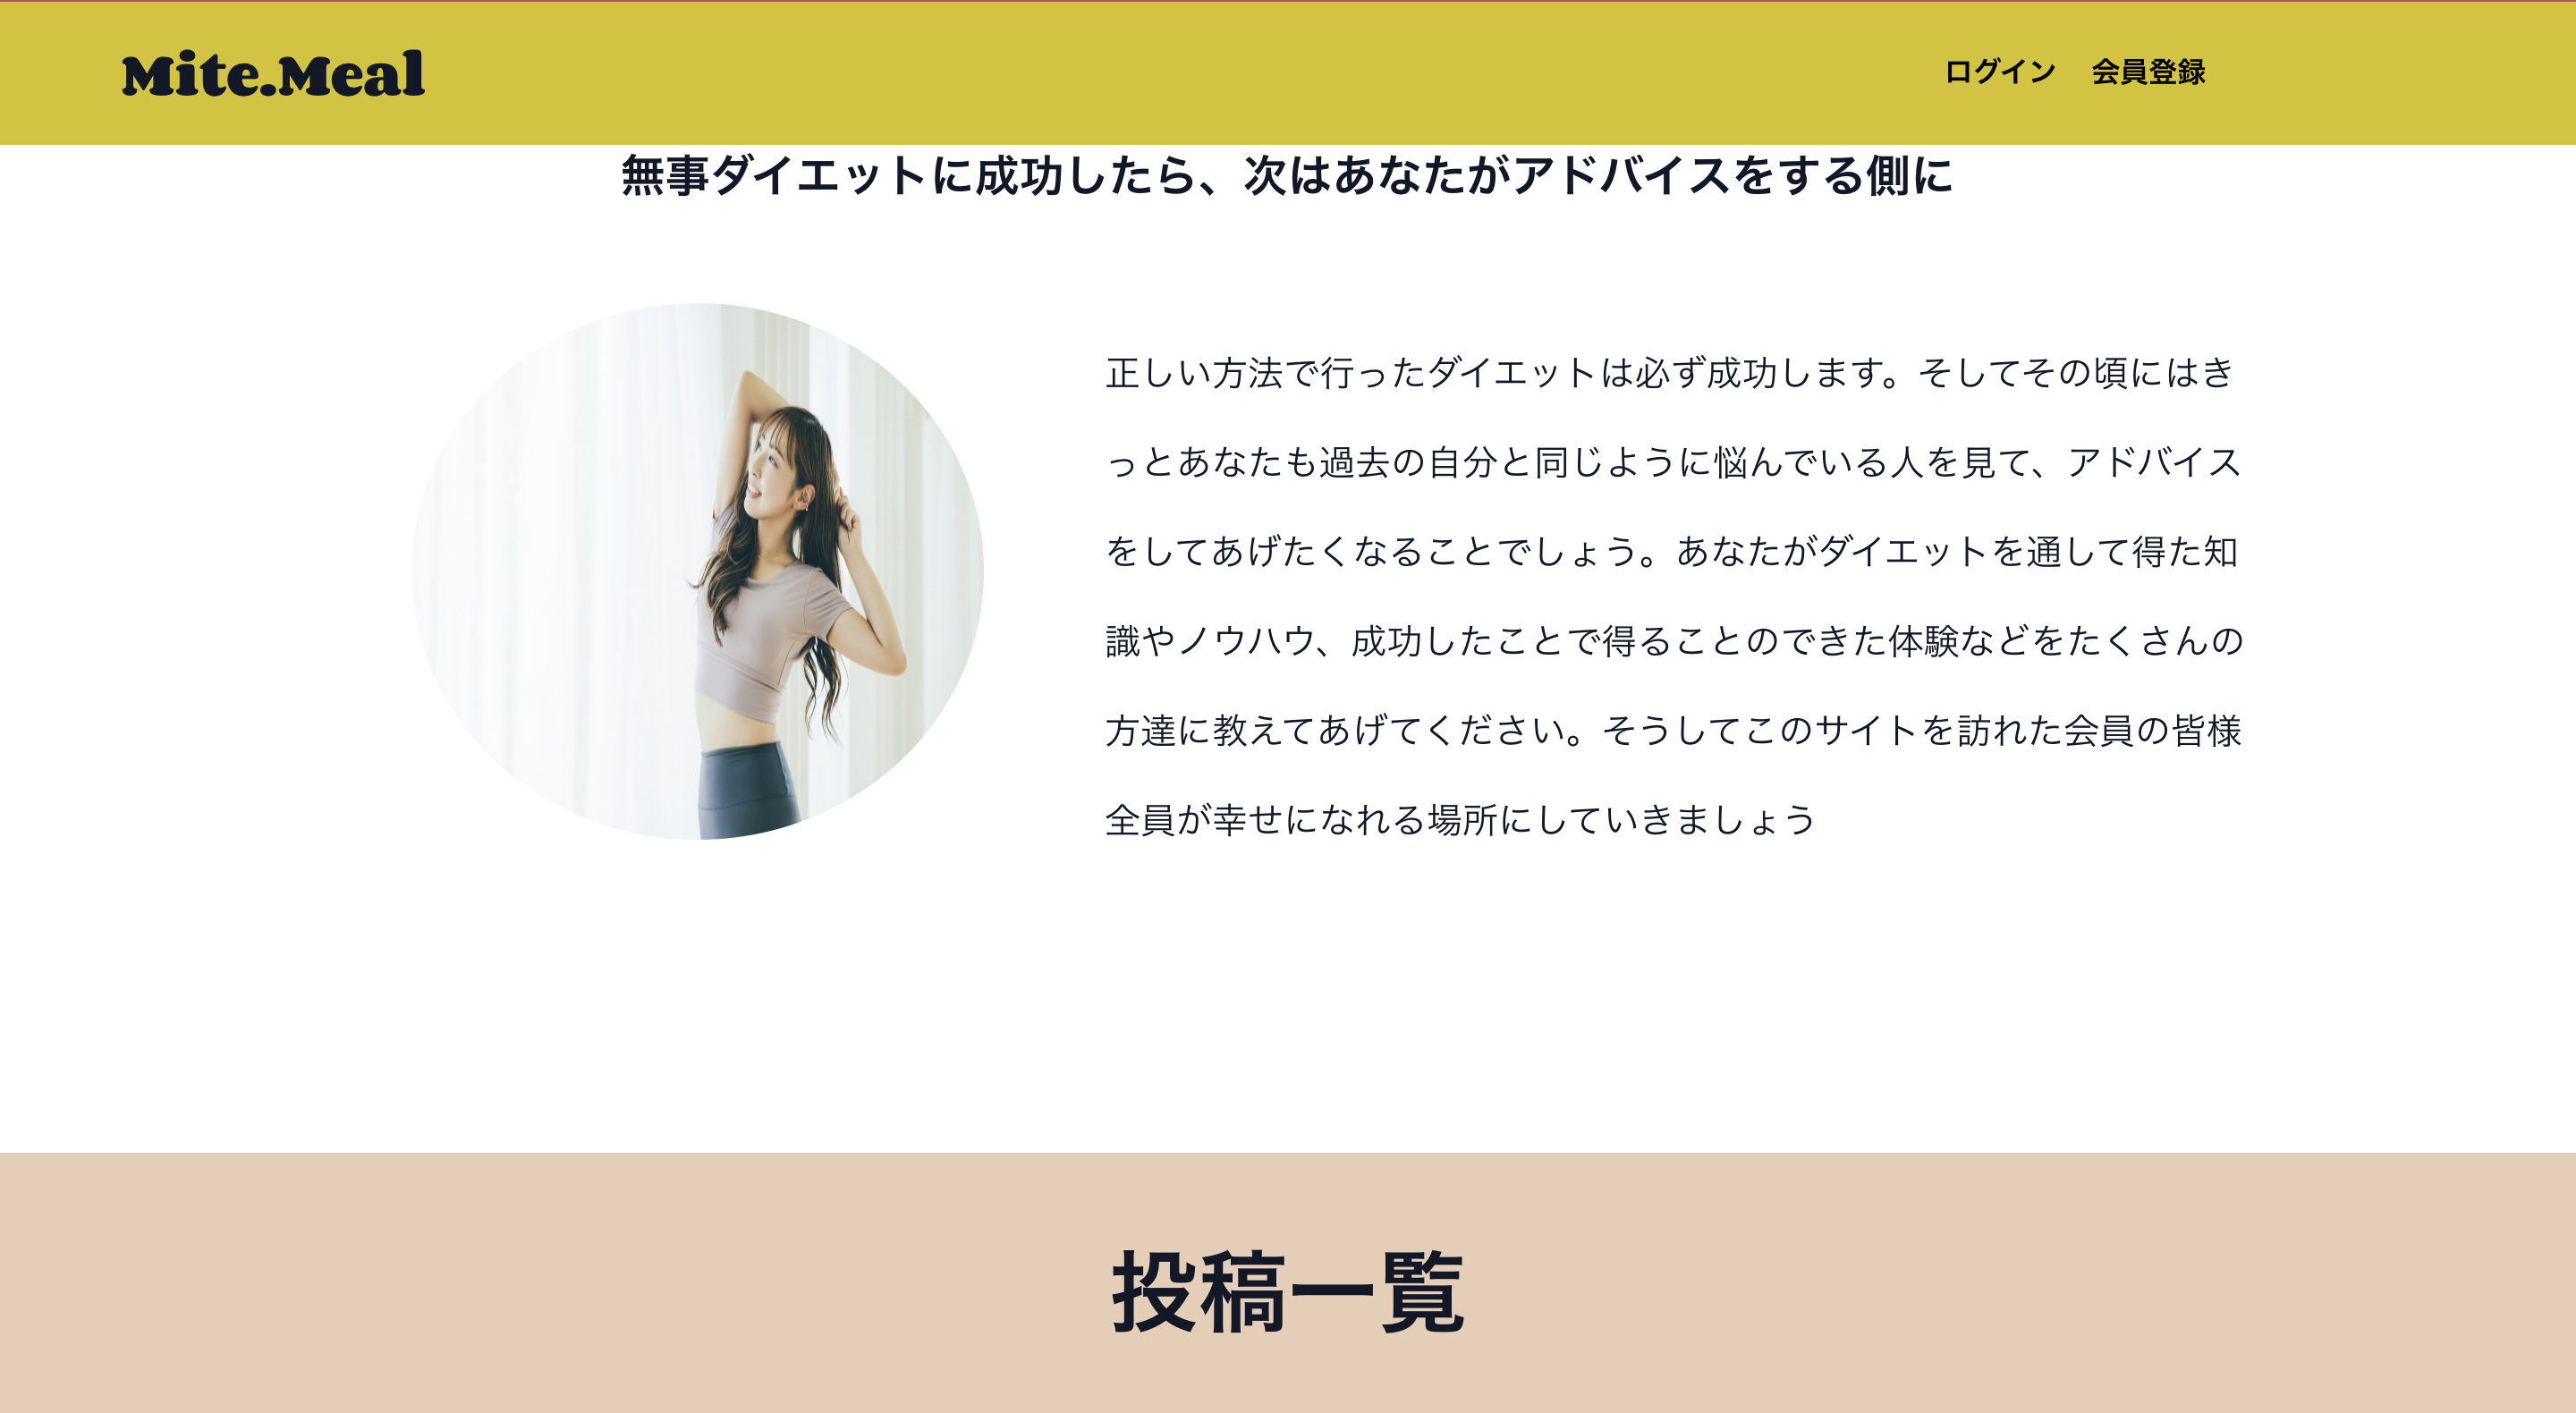 Mite.Meal
ログイン 会員登録
無事ダイエットに成功したら、次はあなたがアドバイスをする側に
正しい方法で行ったダイエットは必ず成功します。そしてその頃にはき
っとあなたも過去の自分と同じように悩んでいる人を見て、アドバイス
をしてあげたくなることでしょう。あなたがダイエットを通して得た知
識やノウハウ、成功したことで得ることのできた体験などをたくさんの
方達に教えてあげてください。そうしてこのサイトを訪れた会員の皆様
全員が幸せになれる場所にしていきましょう
投稿一覧